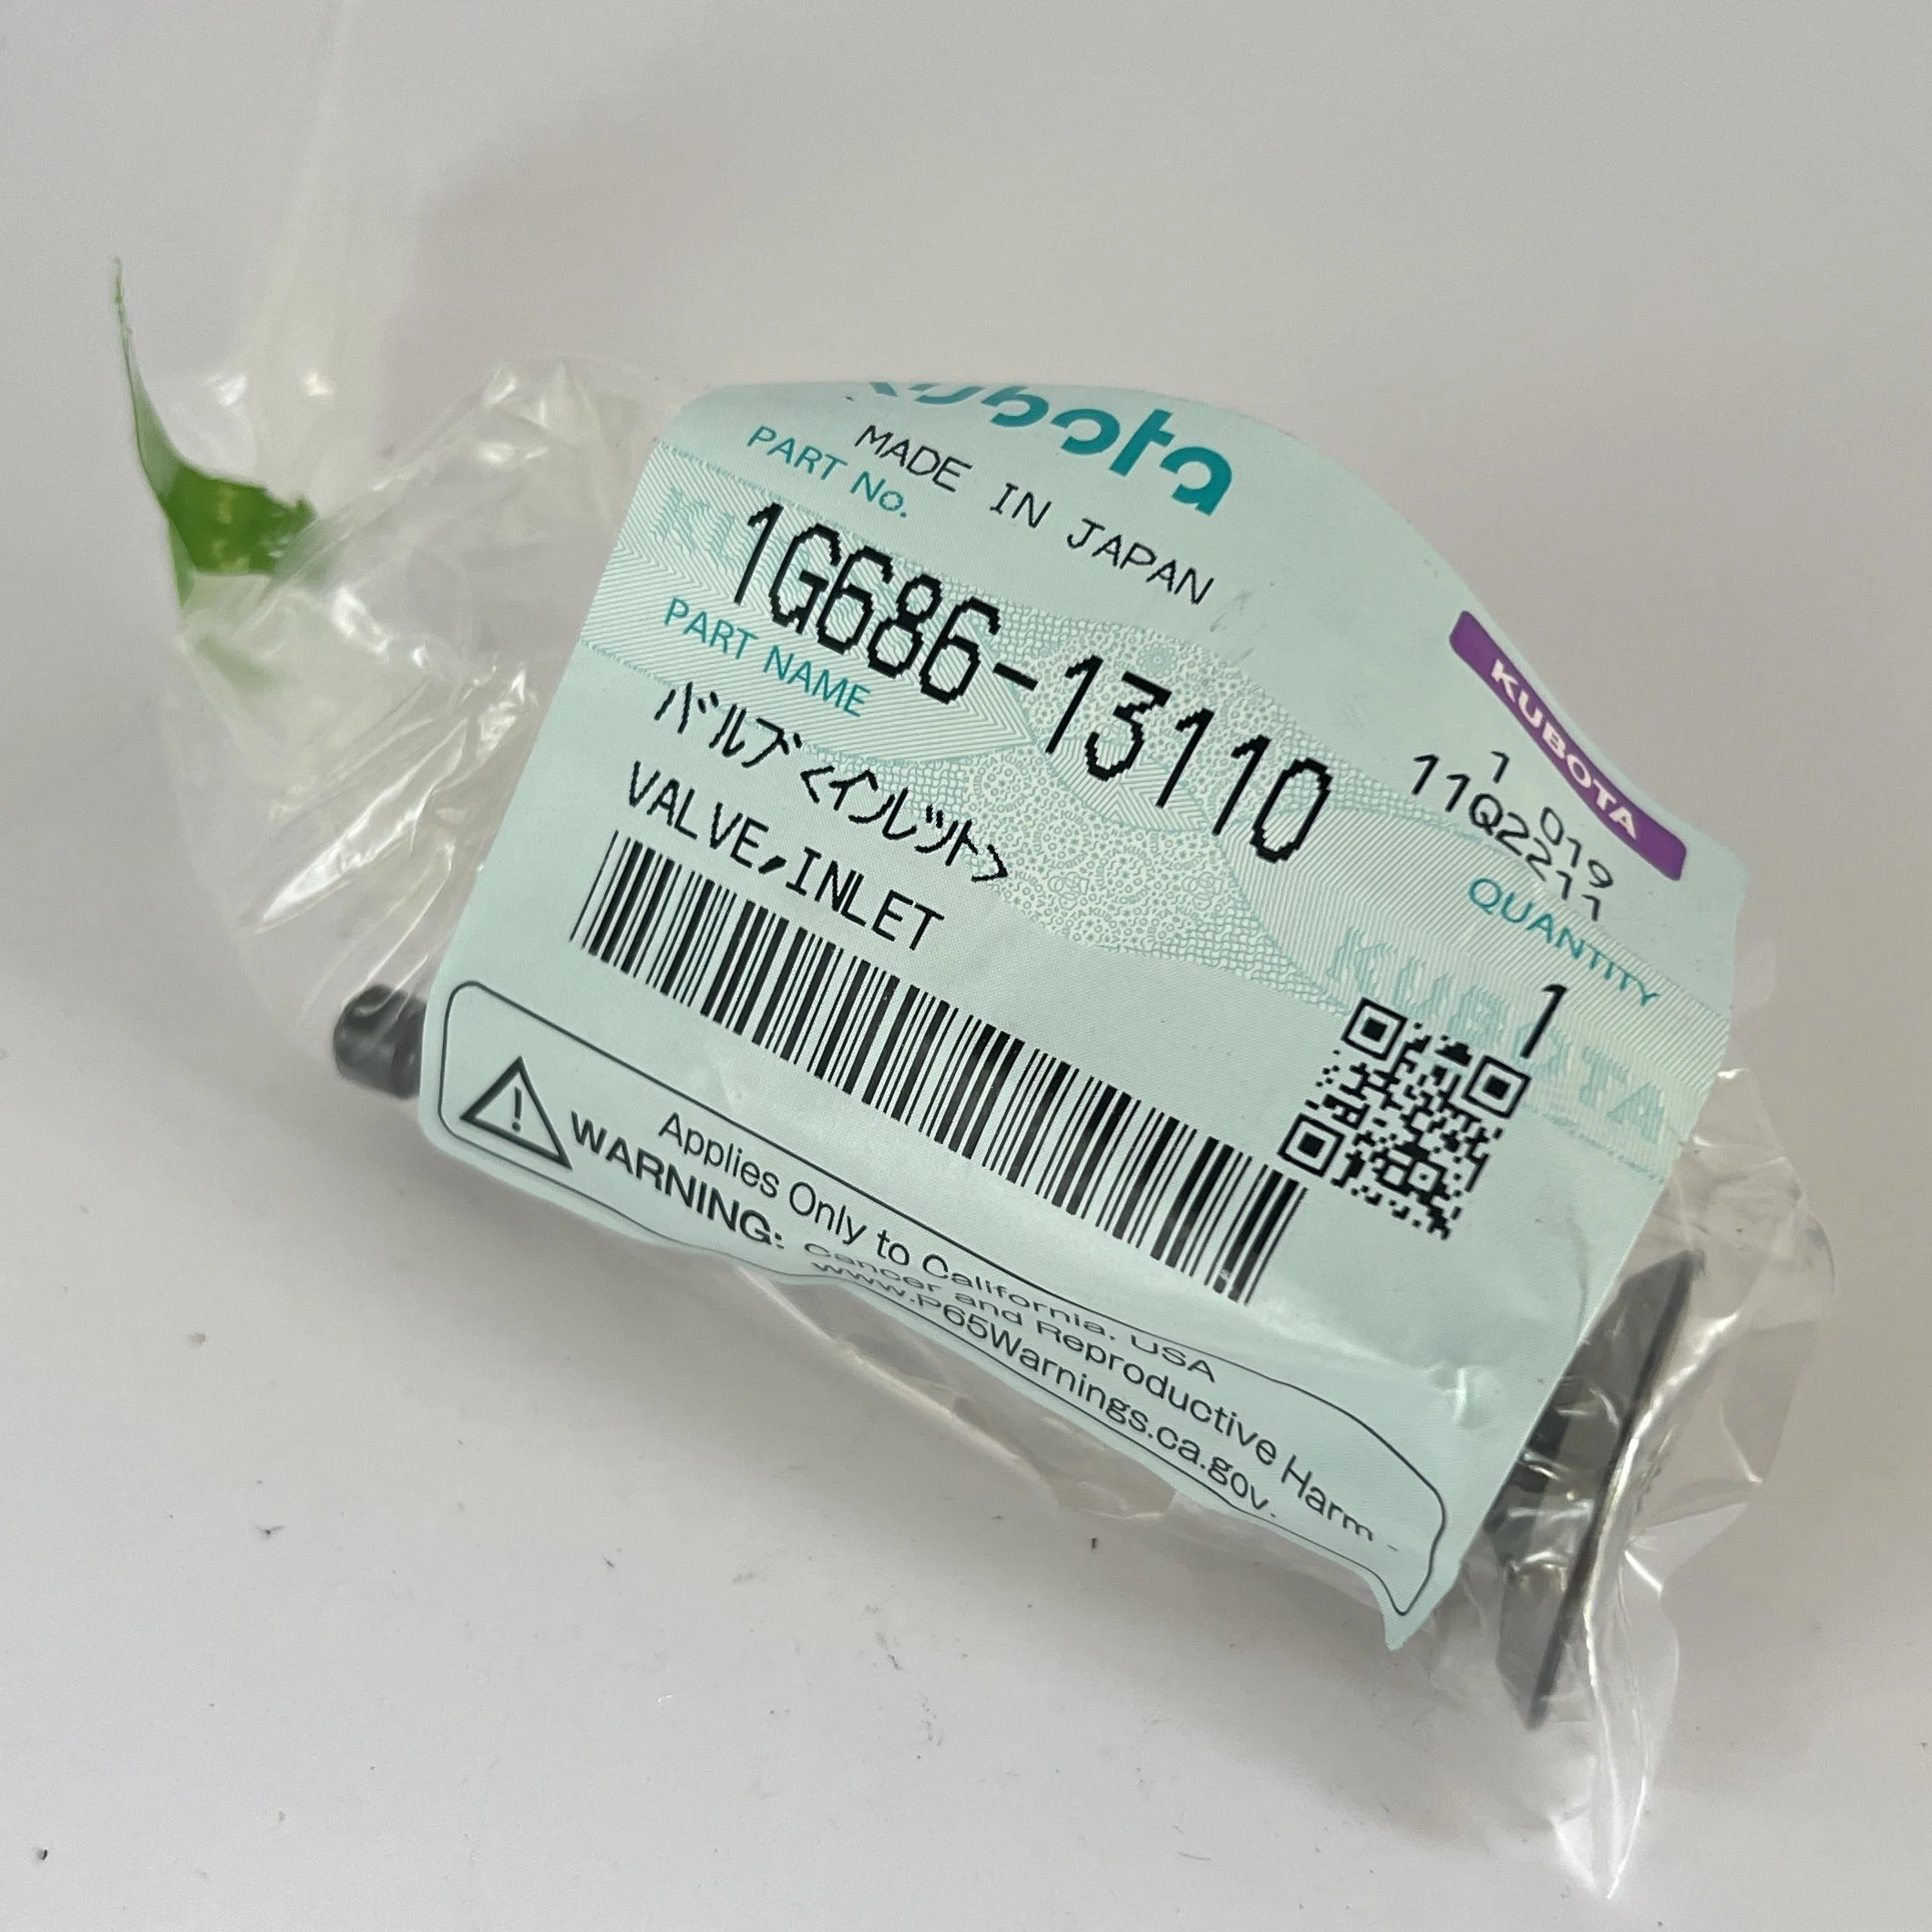 Kubota
MADE IN JAPAN
PART No.
1G686-13110
KUBOTA
1 019
11Q2211
PART NAME
バルブ<インレット>
VALVE,INLET
QUANTITY
1
KUBOTA
Applies Only to California. USA
WARNING: Cancer and Reproductive Harm -
www.P65Warnings.ca.gov.